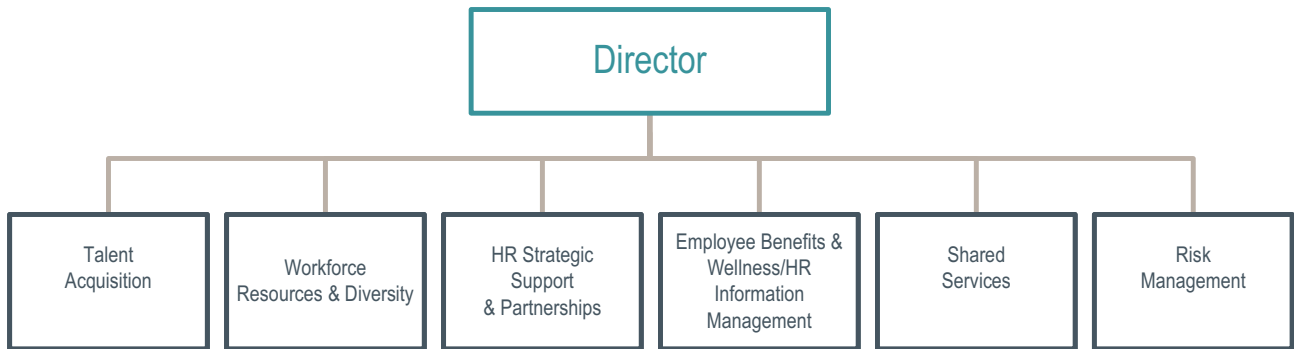 Director
Talent
Acquisition
Workforce
Resources & Diversity
HR Strategic
Support
& Partnerships
Employee Benefits &
Wellness/HR
Information
Management
Shared
Services
Risk
Management